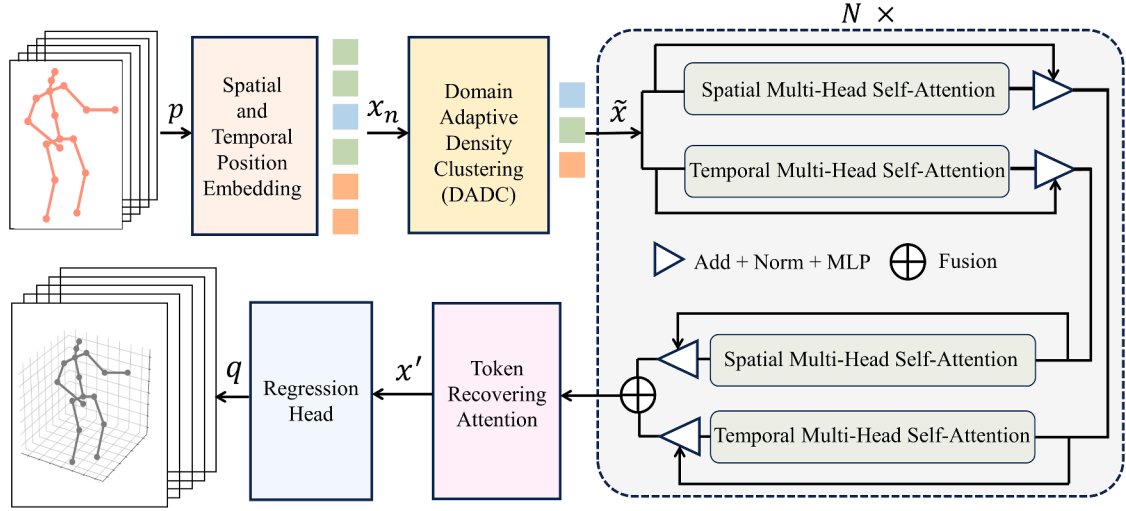 N ×
p
Spatial
and
Temporal
Position
Embedding
xₙ
Domain
Adaptive
Density
Clustering
(DADC)
x̃
Spatial Multi-Head Self-Attention
Temporal Multi-Head Self-Attention
Add + Norm + MLP
Fusion
Spatial Multi-Head Self-Attention
Temporal Multi-Head Self-Attention
Token
Recovering
Attention
x′
Regression
Head
q